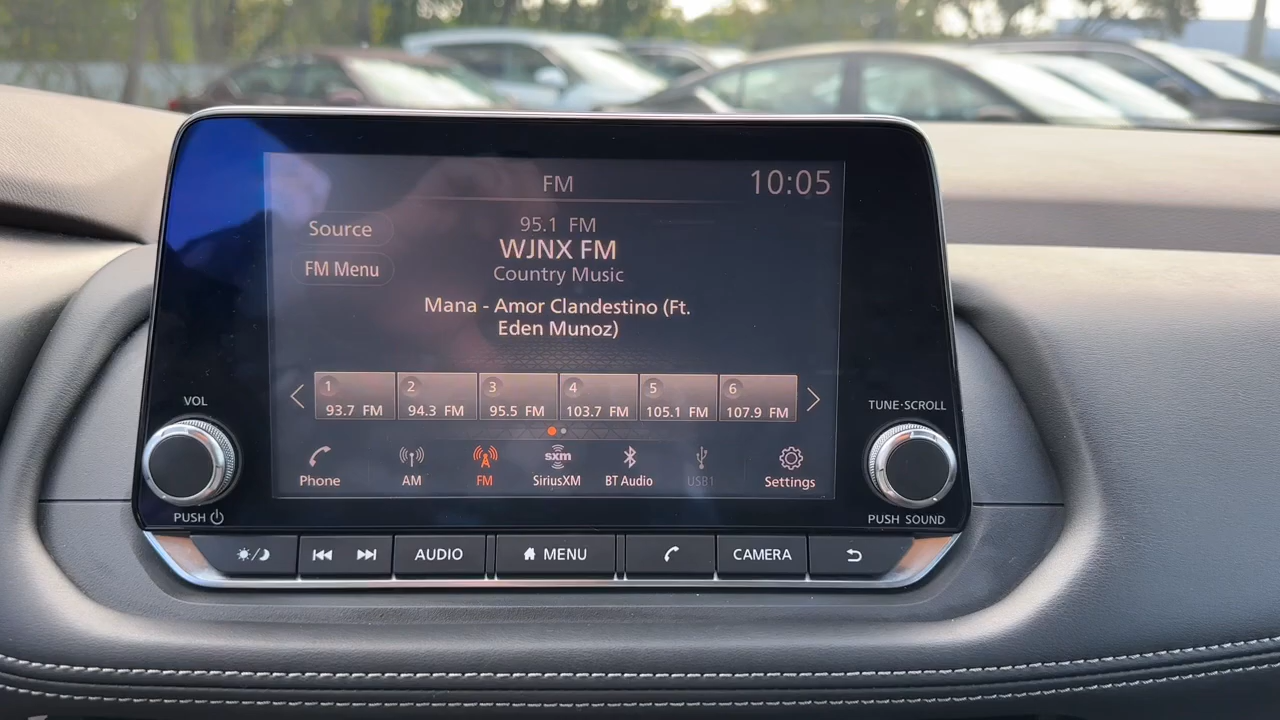 FM
10:05
Source
FM Menu
95.1 FM
WJNX FM
Country Music
Mana - Amor Clandestino (Ft.
Eden Munoz)
1
93.7 FM
2
94.3 FM
3
95.5 FM
4
103.7 FM
5
105.1 FM
6
107.9 FM
Phone
AM
FM
sxm
SiriusXM
BT Audio
USB1
Settings
VOL
PUSH
TUNE·SCROLL
PUSH SOUND
AUDIO
MENU
CAMERA